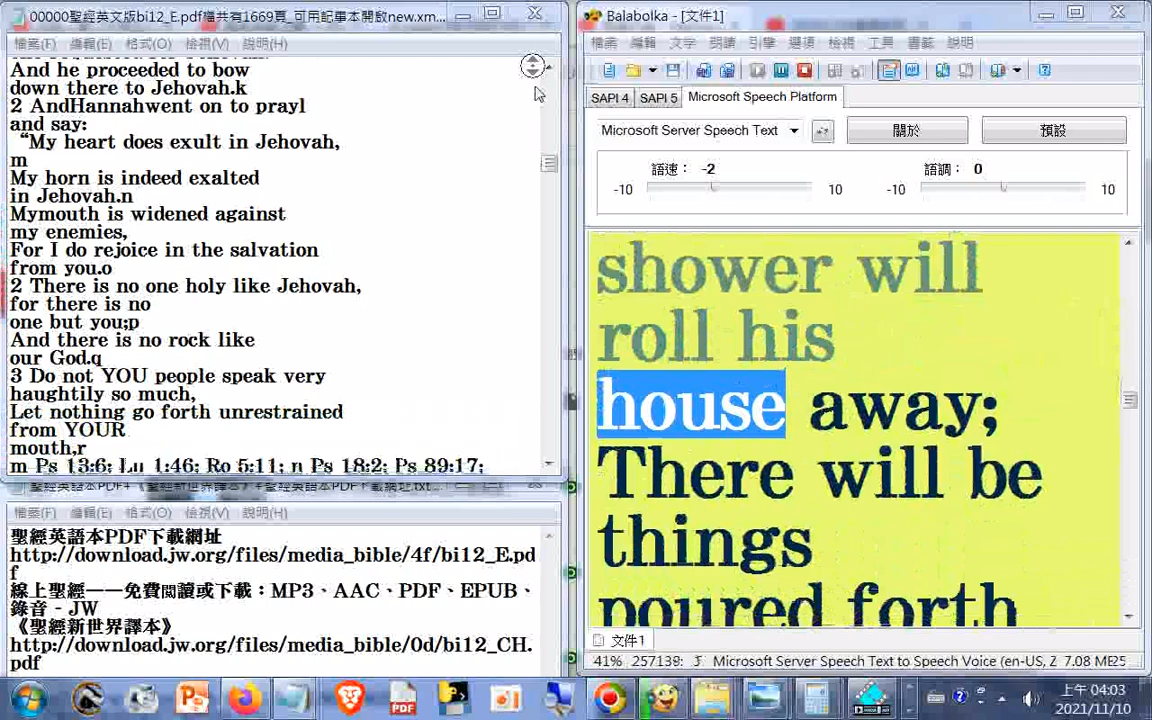 00000聖經英文版bi12_E.pdf檔共有1669頁_可用記事本開啟new.xm...
檔案(F) 編輯(E) 格式(O) 檢視(V) 說明(H)
And he proceeded to bow
down there to Jehovah.k
2 AndHannahwent on to prayl
and say:
“My heart does exult in Jehovah,
m
My horn is indeed exalted
in Jehovah.n
Mymouth is widened against
my enemies,
For I do rejoice in the salvation
from you.o
2 There is no one holy like Jehovah,
for there is no
one but you;p
And there is no rock like
our God.q
3 Do not YOU people speak very
haughtily so much,
Let nothing go forth unrestrained
from YOUR
mouth,r
m Ps 13:6; Lu 1:46; Ro 5:11; n Ps 18:2; Ps 89:17;
檔案(F) 編輯(E) 格式(O) 檢視(V) 說明(H)
聖經英語本PDF下載網址
http://download.jw.org/files/media_bible/4f/bi12_E.pd
f
線上聖經——免費閱讀或下載：MP3、AAC、PDF、EPUB、
錄音 - JW
《聖經新世界譯本》
http://download.jw.org/files/media_bible/0d/bi12_CH.
pdf
Balabolka - [文件1]
檔案 編輯 文字 朗讀 引擎 選項 檢視 工具 書籤 說明
SAPI 4 SAPI 5 Microsoft Speech Platform
Microsoft Server Speech Text 關於 預設
語速： -2 語調： 0
-10 10 -10 10
shower will
roll his
house away;
There will be
things
poured forth
文件1
41% 257139: J Microsoft Server Speech Text to Speech Voice (en-US, Z 7.08 ME25
PDF
上午 04:03
2021/11/10